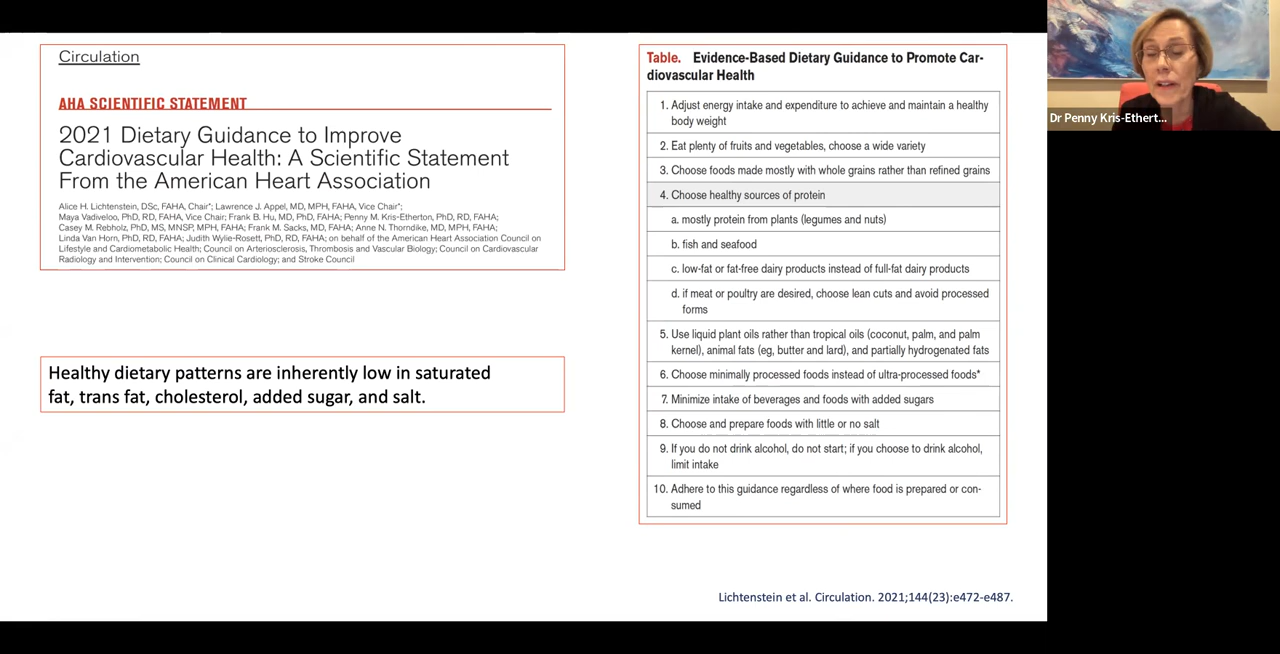 Circulation
AHA SCIENTIFIC STATEMENT
2021 Dietary Guidance to Improve
Cardiovascular Health: A Scientific Statement
From the American Heart Association
Alice H. Lichtenstein, DSc, FAHA, Chair*; Lawrence J. Appel, MD, MPH, FAHA, Vice Chair*;
Maya Vadiveloo, PhD, RD, FAHA, Vice Chair; Frank B. Hu, MD, PhD, FAHA; Penny M. Kris-Etherton, PhD, RD, FAHA;
Casey M. Rebholz, PhD, MS, MNSP, MPH, FAHA; Frank M. Sacks, MD, FAHA; Anne N. Thorndike, MD, MPH, FAHA;
Linda Van Horn, PhD, RD, FAHA; Judith Wylie-Rosett, PhD, RD, FAHA; on behalf of the American Heart Association Council on
Lifestyle and Cardiometabolic Health; Council on Arteriosclerosis, Thrombosis and Vascular Biology; Council on Cardiovascular
Radiology and Intervention; Council on Clinical Cardiology; and Stroke Council
Healthy dietary patterns are inherently low in saturated
fat, trans fat, cholesterol, added sugar, and salt.
Table. Evidence-Based Dietary Guidance to Promote Car-
diovascular Health
1. Adjust energy intake and expenditure to achieve and maintain a healthy
body weight
2. Eat plenty of fruits and vegetables, choose a wide variety
3. Choose foods made mostly with whole grains rather than refined grains
4. Choose healthy sources of protein
a. mostly protein from plants (legumes and nuts)
b. fish and seafood
c. low-fat or fat-free dairy products instead of full-fat dairy products
d. if meat or poultry are desired, choose lean cuts and avoid processed
forms
5. Use liquid plant oils rather than tropical oils (coconut, palm, and palm
kernel), animal fats (eg, butter and lard), and partially hydrogenated fats
6. Choose minimally processed foods instead of ultra-processed foods*
7. Minimize intake of beverages and foods with added sugars
8. Choose and prepare foods with little or no salt
9. If you do not drink alcohol, do not start; if you choose to drink alcohol,
limit intake
10. Adhere to this guidance regardless of where food is prepared or con-
sumed
Lichtenstein et al. Circulation. 2021;144(23):e472-e487.
Dr Penny Kris-Ethert...